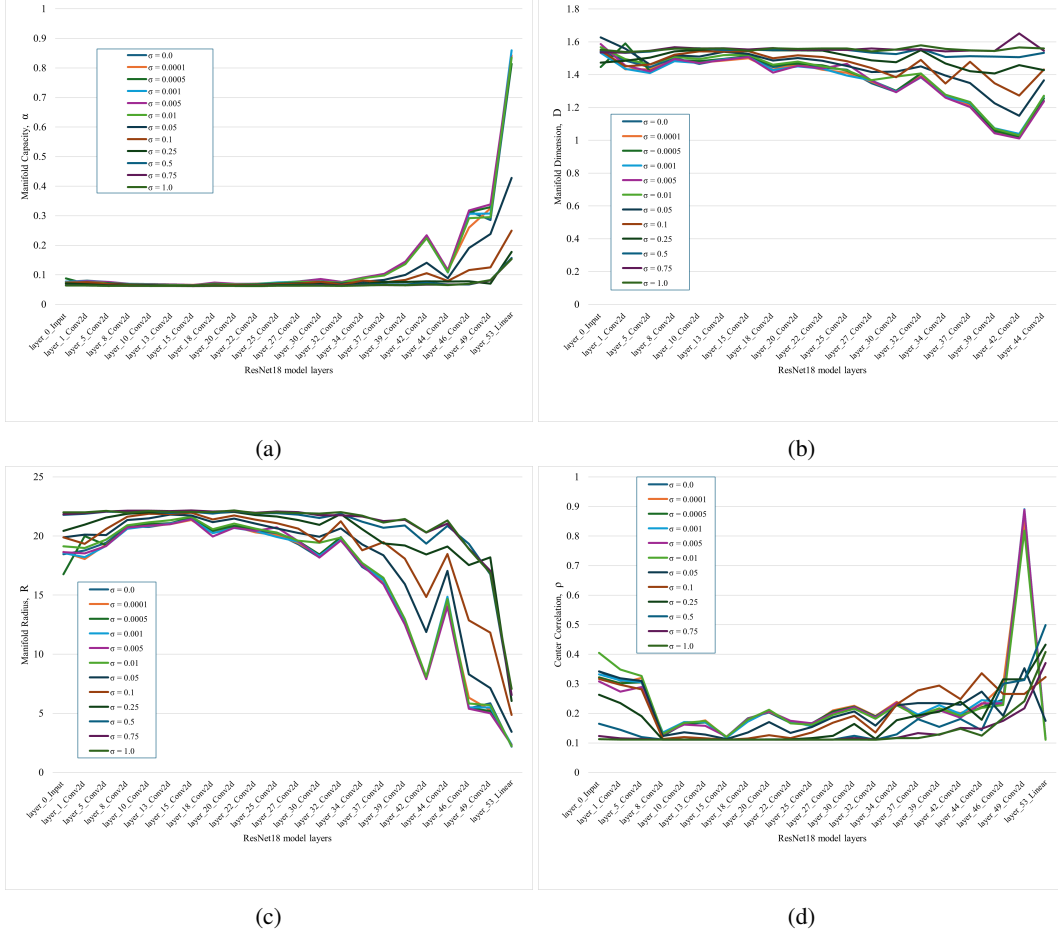 1
0.9
0.8
0.7
0.6
0.5
0.4
0.3
0.2
0.1
0
Manifold Capacity, α
σ = 0.0
σ = 0.0001
σ = 0.0005
σ = 0.001
σ = 0.005
σ = 0.01
σ = 0.05
σ = 0.1
σ = 0.25
σ = 0.5
σ = 0.75
σ = 1.0
layer_0_Input
layer_1_Conv2d
layer_5_Conv2d
layer_8_Conv2d
layer_10_Conv2d
layer_13_Conv2d
layer_15_Conv2d
layer_18_Conv2d
layer_20_Conv2d
layer_22_Conv2d
layer_25_Conv2d
layer_27_Conv2d
layer_30_Conv2d
layer_32_Conv2d
layer_34_Conv2d
layer_37_Conv2d
layer_39_Conv2d
layer_42_Conv2d
layer_44_Conv2d
layer_46_Conv2d
layer_49_Conv2d
layer_53_Linear
ResNet18 model layers
(a)
1.8
1.6
1.4
1.2
1
0.8
0.6
0.4
0.2
0
Manifold Dimension, D
σ = 0.0
σ = 0.0001
σ = 0.0005
σ = 0.001
σ = 0.005
σ = 0.01
σ = 0.05
σ = 0.1
σ = 0.25
σ = 0.5
σ = 0.75
σ = 1.0
layer_0_Input
layer_1_Conv2d
layer_5_Conv2d
layer_8_Conv2d
layer_10_Conv2d
layer_13_Conv2d
layer_15_Conv2d
layer_18_Conv2d
layer_20_Conv2d
layer_22_Conv2d
layer_25_Conv2d
layer_27_Conv2d
layer_30_Conv2d
layer_32_Conv2d
layer_34_Conv2d
layer_37_Conv2d
layer_39_Conv2d
layer_42_Conv2d
layer_44_Conv2d
ResNet18 model layers
(b)
25
20
15
10
5
0
Manifold Radius, R
σ = 0.0
σ = 0.0001
σ = 0.0005
σ = 0.001
σ = 0.005
σ = 0.01
σ = 0.05
σ = 0.1
σ = 0.25
σ = 0.5
σ = 0.75
σ = 1.0
layer_0_Input
layer_1_Conv2d
layer_5_Conv2d
layer_8_Conv2d
layer_10_Conv2d
layer_13_Conv2d
layer_15_Conv2d
layer_18_Conv2d
layer_20_Conv2d
layer_22_Conv2d
layer_25_Conv2d
layer_27_Conv2d
layer_30_Conv2d
layer_32_Conv2d
layer_34_Conv2d
layer_37_Conv2d
layer_39_Conv2d
layer_42_Conv2d
layer_44_Conv2d
layer_46_Conv2d
layer_49_Conv2d
layer_53_Linear
ResNet18 model layers
(c)
1
0.9
0.8
0.7
0.6
0.5
0.4
0.3
0.2
0.1
0
Center Correlation, ρ
σ = 0.0
σ = 0.0001
σ = 0.0005
σ = 0.001
σ = 0.005
σ = 0.01
σ = 0.05
σ = 0.1
σ = 0.25
σ = 0.5
σ = 0.75
σ = 1.0
layer_0_Input
layer_1_Conv2d
layer_5_Conv2d
layer_8_Conv2d
layer_10_Conv2d
layer_13_Conv2d
layer_15_Conv2d
layer_18_Conv2d
layer_20_Conv2d
layer_22_Conv2d
layer_25_Conv2d
layer_27_Conv2d
layer_30_Conv2d
layer_32_Conv2d
layer_34_Conv2d
layer_37_Conv2d
layer_39_Conv2d
layer_42_Conv2d
layer_44_Conv2d
layer_46_Conv2d
layer_49_Conv2d
layer_53_Linear
ResNet18 model layers
(d)